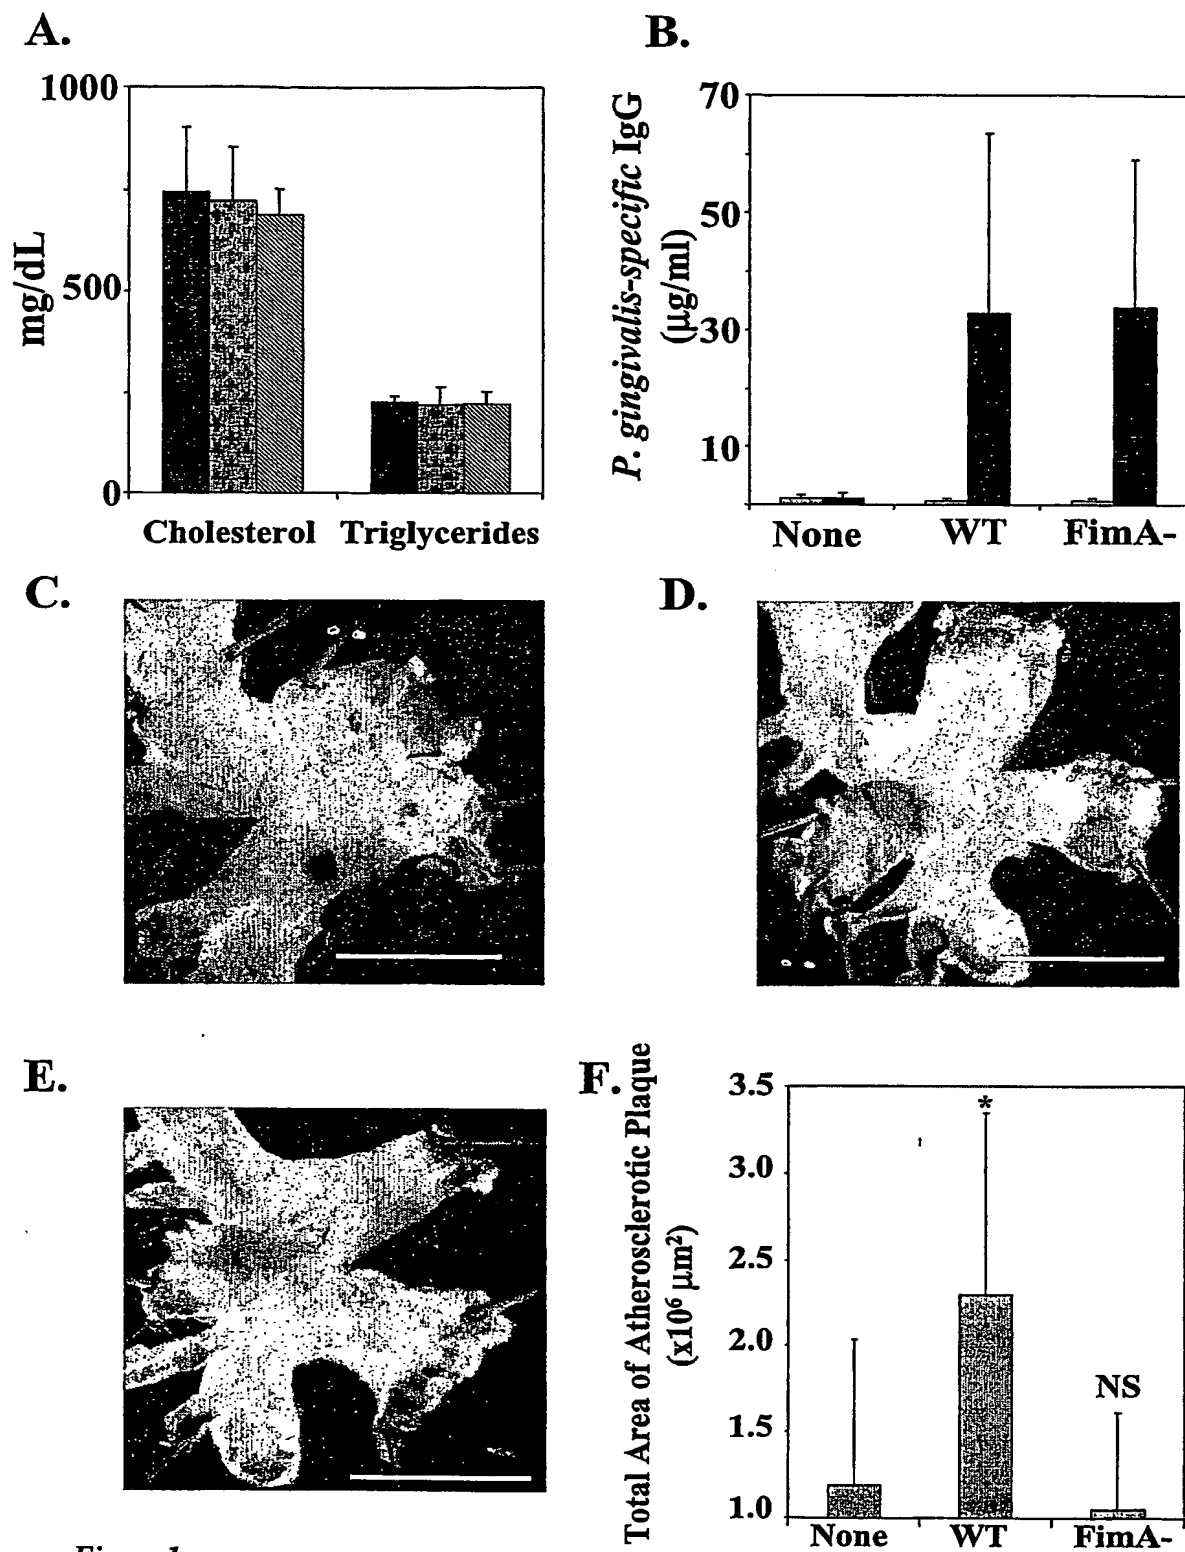 A.
1000
500
0
mg/dL
Cholesterol Triglycerides
B.
70
50
30
10
P. gingivalis-specific IgG
(µg/ml)
None WT FimA-
C.
D.
E.
F.
Total Area of Atherosclerotic Plaque
(x10⁶ µm²)
3.5
3.0
2.5
2.0
1.5
1.0
*
NS
None WT FimA-